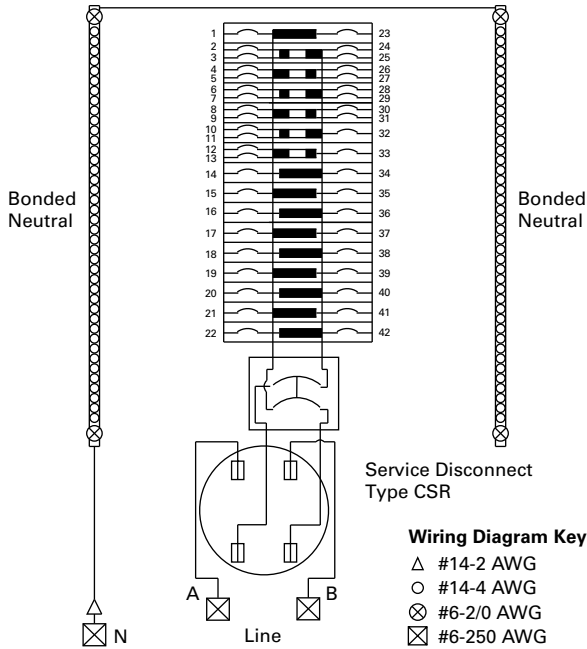 1 23
2 24
3 25
4 26
5 27
6 28
7 29
8 30
9 31
10 32
11
12 33
13
14 34
15 35
16 36
17 37
18 38
19 39
20 40
21 41
22 42
Bonded
Neutral
Bonded
Neutral
Service Disconnect
Type CSR
Wiring Diagram Key
#14-2 AWG
#14-4 AWG
#6-2/0 AWG
#6-250 AWG
A B
N Line